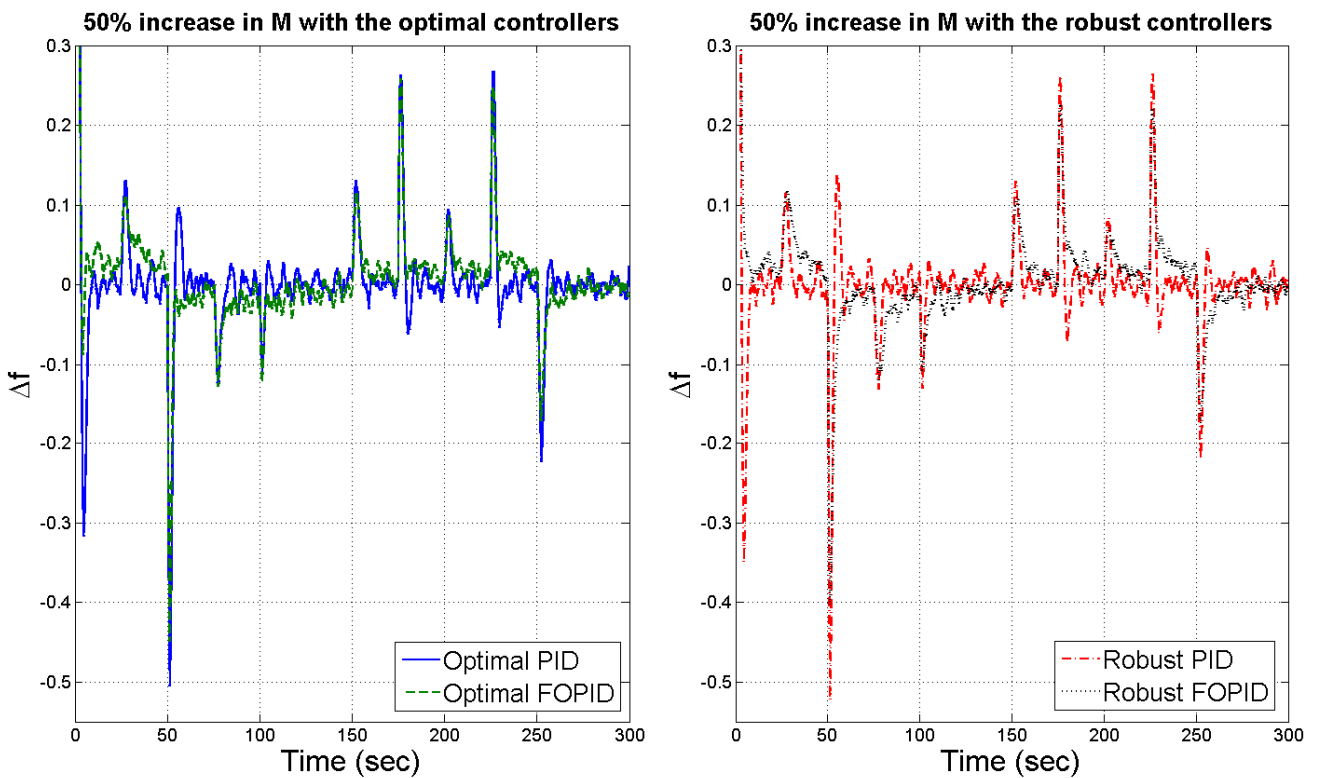 50% increase in M with the optimal controllers
0.3
0.2
0.1
0
-0.1
-0.2
-0.3
-0.4
-0.5
Δf
0 50 100 150 200 250 300
Time (sec)
Optimal PID
Optimal FOPID
50% increase in M with the robust controllers
0.3
0.2
0.1
0
-0.1
-0.2
-0.3
-0.4
-0.5
Δf
0 50 100 150 200 250 300
Time (sec)
Robust PID
Robust FOPID